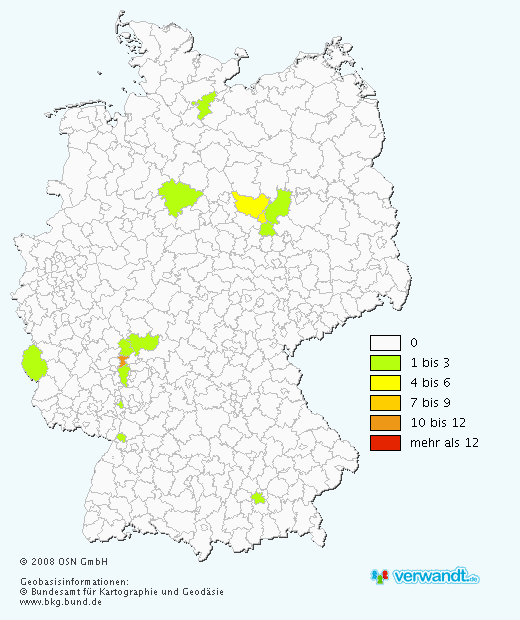 0
1 bis 3
4 bis 6
7 bis 9
10 bis 12
mehr als 12
© 2008 OSN GmbH
Geobasisinformationen:
© Bundesamt für Kartographie und Geodäsie
www.bkg.bund.de
verwandt.de